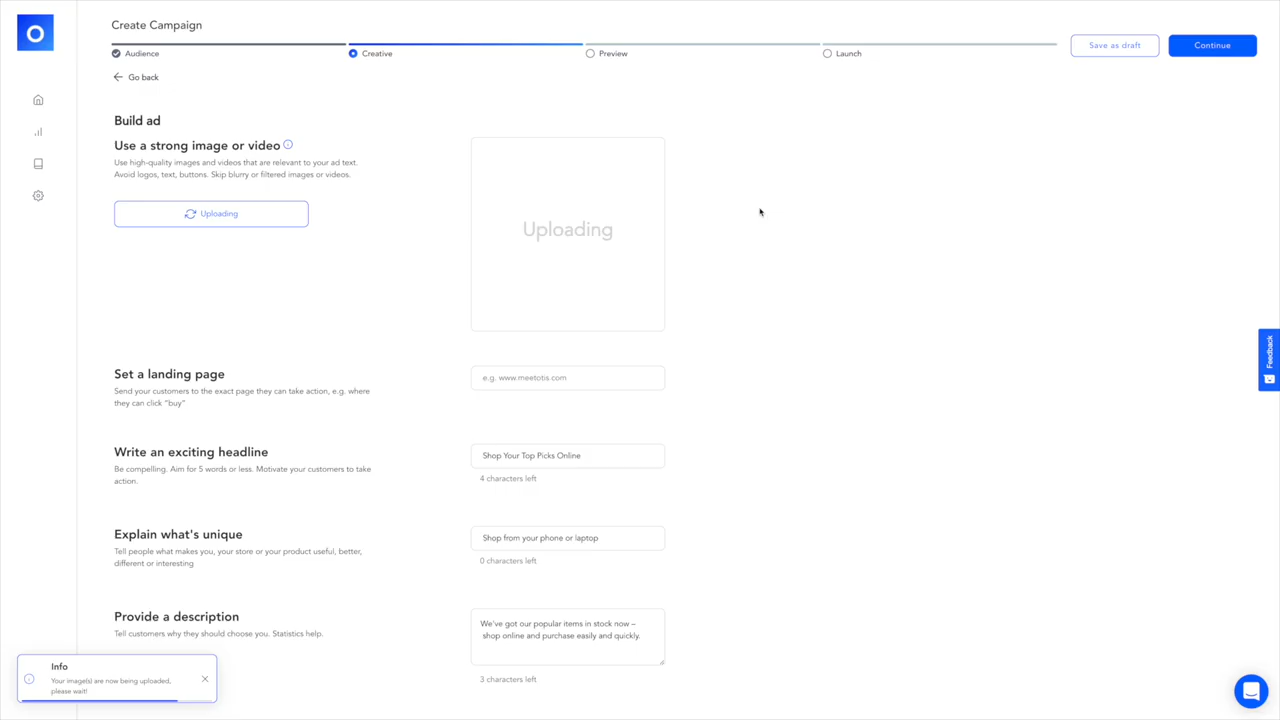 Create Campaign
Audience
Creative
Preview
Launch
Save as draft
Continue
Go back
Build ad
Use a strong image or video
Use high-quality images and videos that are relevant to your ad text.
Avoid logos, text, buttons. Skip blurry or filtered images or videos.
Uploading
Uploading
Feedback
Set a landing page
Send your customers to the exact page they can take action, e.g. where
they can click "buy"
e.g. www.meetotis.com
Write an exciting headline
Be compelling. Aim for 5 words or less. Motivate your customers to take
action.
Shop Your Top Picks Online
4 characters left
Explain what's unique
Tell people what makes you, your store or your product useful, better,
different or interesting
Shop from your phone or laptop
0 characters left
Provide a description
Tell customers why they should choose you. Statistics help.
We've got our popular items in stock now –
shop online and purchase easily and quickly.
3 characters left
Info
Your image(s) are now being uploaded,
please wait!